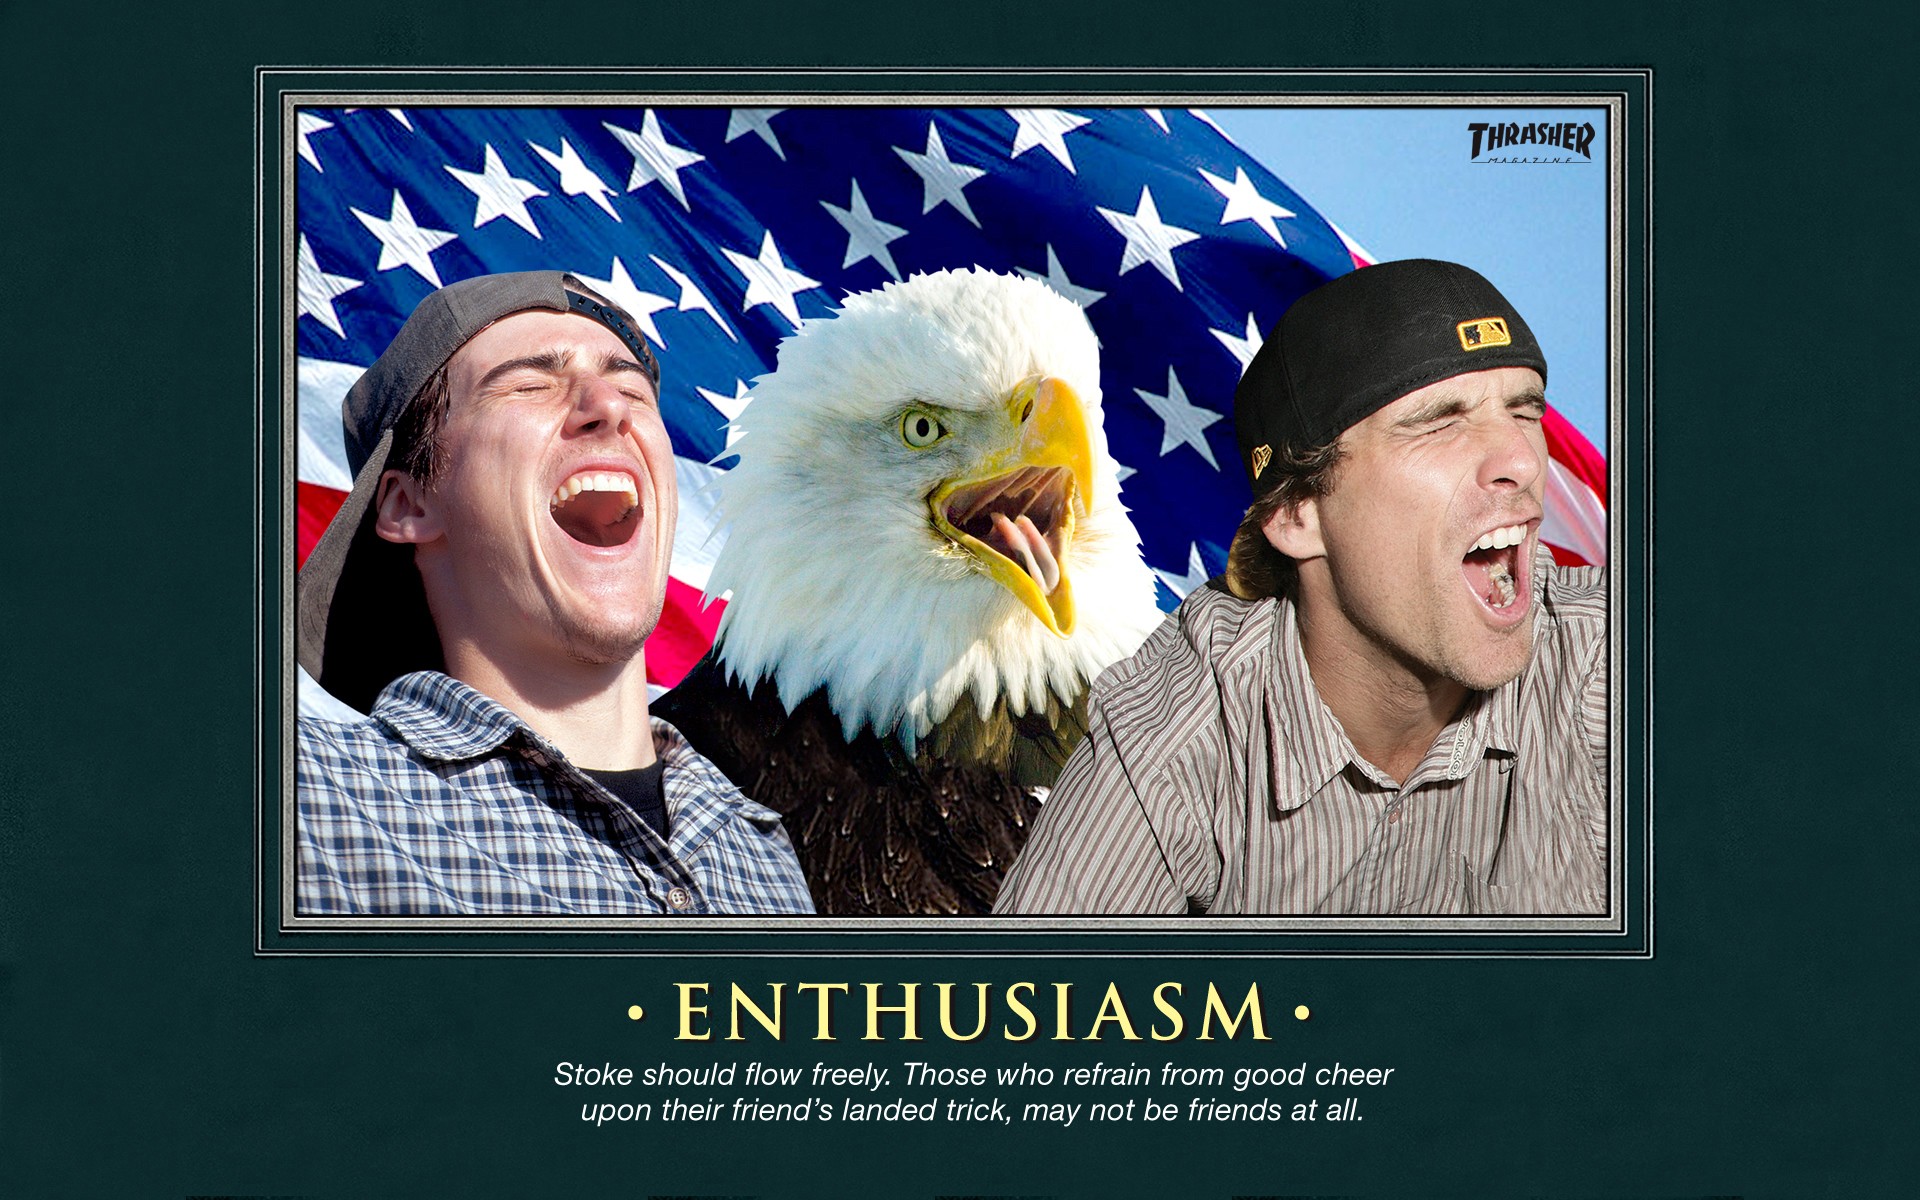 THRASHER
MAGAZINE
• ENTHUSIASM •
Stoke should flow freely. Those who refrain from good cheer
upon their friend’s landed trick, may not be friends at all.